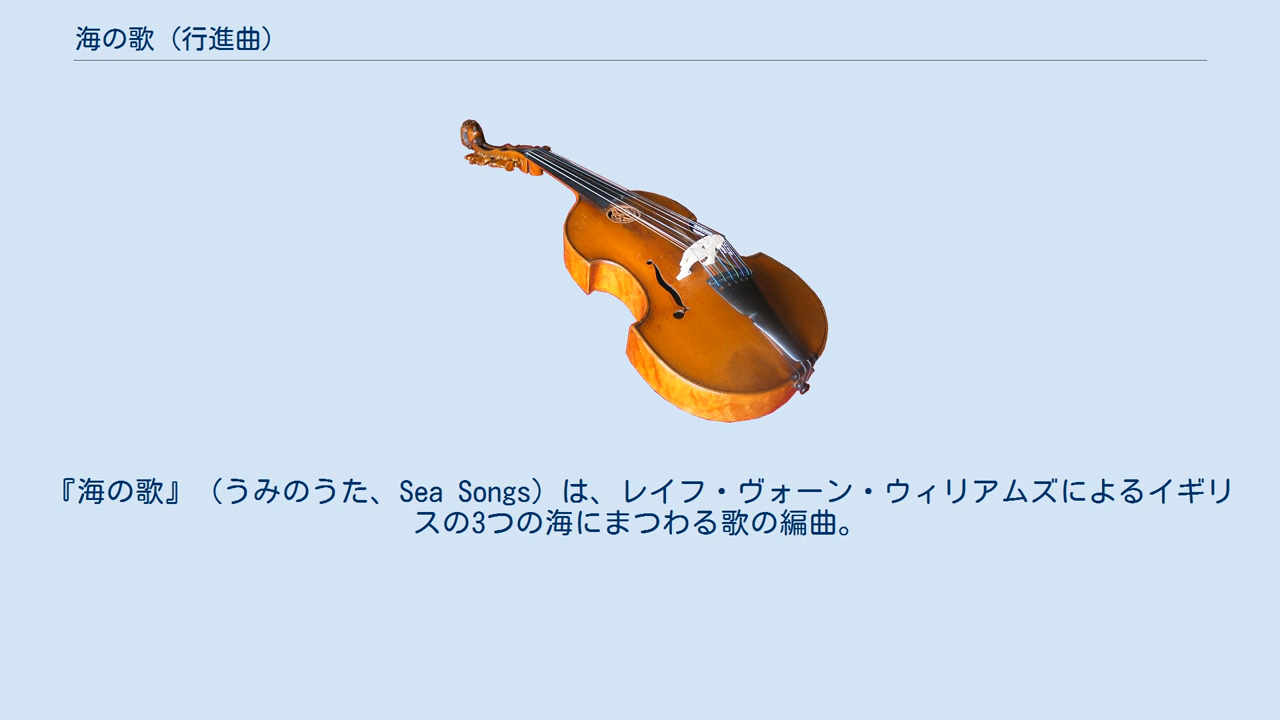 海の歌（行進曲）
『海の歌』（うみのうた、Sea Songs）は、レイフ・ヴォーン・ウィリアムズによるイギリ
スの3つの海にまつわる歌の編曲。